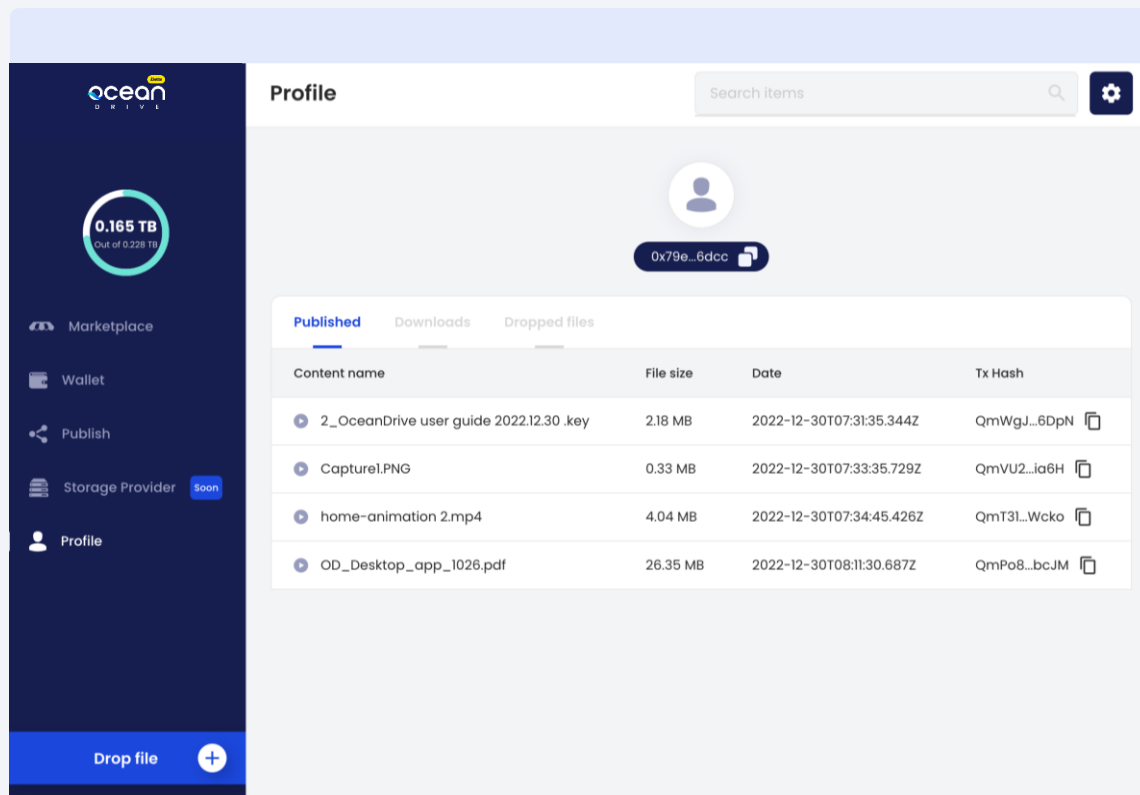 Beta
ocean
DRIVE
Profile
Search items
0.165 TB
Out of 0.228 TB
0x79e...6dcc
Marketplace
Wallet
Publish
Storage Provider Soon
Profile
Drop file
Published Downloads Dropped files
Content name File size Date Tx Hash
2_OceanDrive user guide 2022.12.30 .key 2.18 MB 2022-12-30T07:31:35.344Z QmWgJ...6DpN
Capture1.PNG 0.33 MB 2022-12-30T07:33:35.729Z QmVU2...ia6H
home-animation 2.mp4 4.04 MB 2022-12-30T07:34:45.426Z QmT31...Wcko
OD_Desktop_app_1026.pdf 26.35 MB 2022-12-30T08:11:30.687Z QmPo8...bcJM